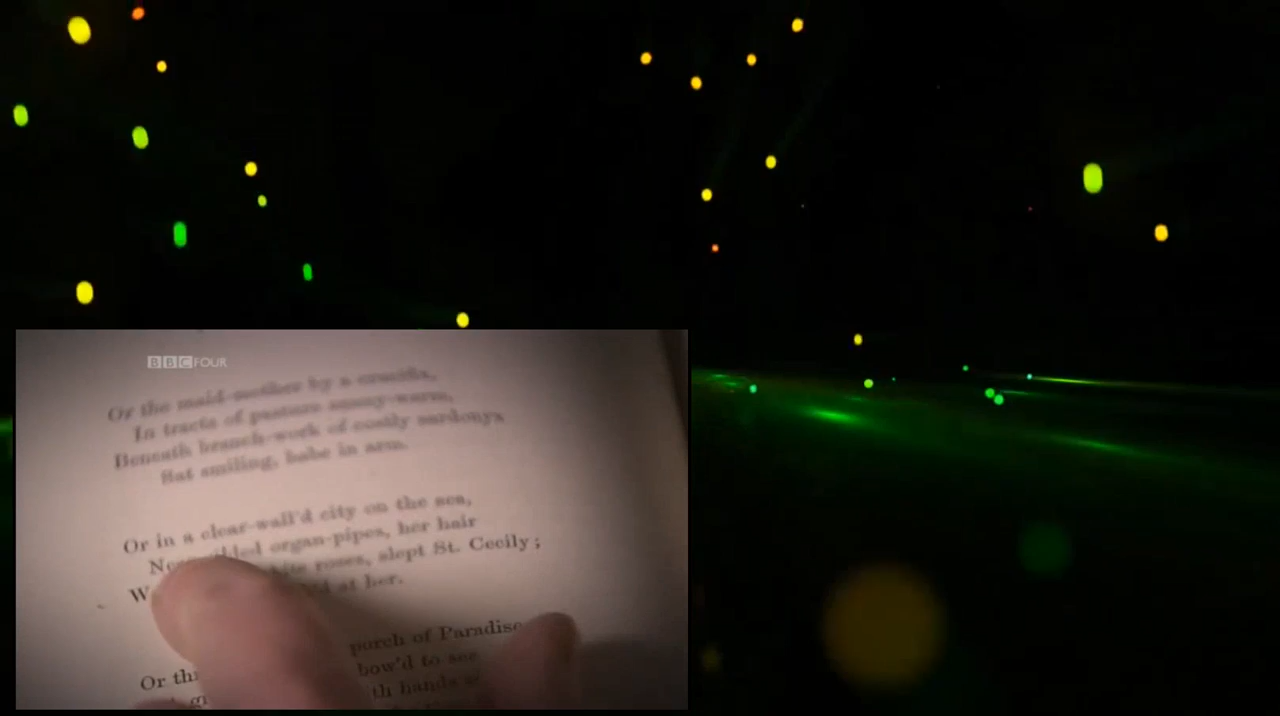 BBC FOUR
Or the maid-mother by a crucifix,
In tracts of pasture sunny-warm,
Beneath branch-work of costly sardonyx
Sat smiling, babe in arm.
Or in a clear-wall'd city on the sea,
organ-pipes, her hair
roses, slept St. Cecily;
at her.
of Paradise
bow'd to see
hands